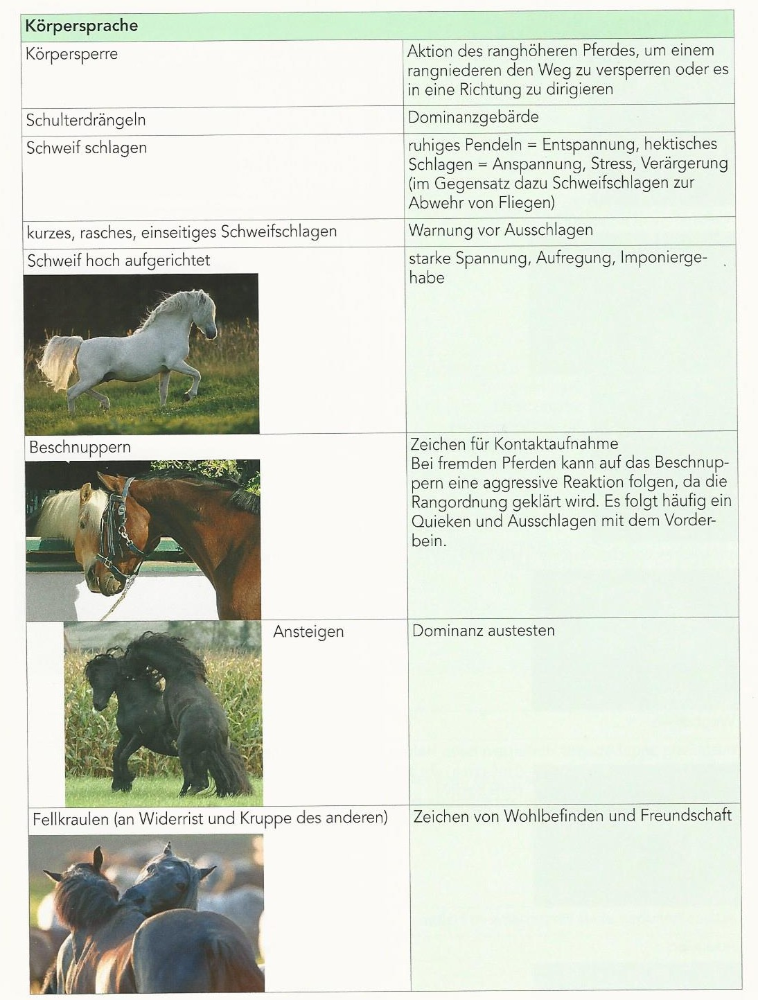 Körpersprache
Körpersperre
Aktion des ranghöheren Pferdes, um einem
rangniederen den Weg zu versperren oder es
in eine Richtung zu dirigieren
Schulterdrängeln
Dominanzgebärde
Schweif schlagen
ruhiges Pendeln = Entspannung, hektisches
Schlagen = Anspannung, Stress, Verärgerung
(im Gegensatz dazu Schweifschlagen zur
Abwehr von Fliegen)
kurzes, rasches, einseitiges Schweifschlagen
Warnung vor Ausschlagen
Schweif hoch aufgerichtet
starke Spannung, Aufregung, Imponierge-
habe
Beschnuppern
Zeichen für Kontaktaufnahme
Bei fremden Pferden kann auf das Beschnup-
pern eine aggressive Reaktion folgen, da die
Rangordnung geklärt wird. Es folgt häufig ein
Quieken und Ausschlagen mit dem Vorder-
bein.
Ansteigen
Dominanz austesten
Fellkraulen (an Widerrist und Kruppe des anderen)
Zeichen von Wohlbefinden und Freundschaft